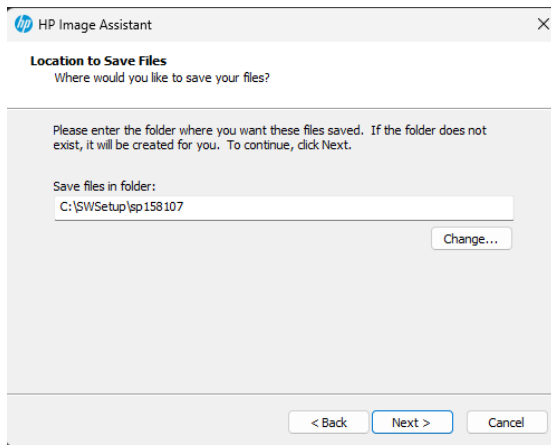 hp HP Image Assistant
Location to Save Files
Where would you like to save your files?
Please enter the folder where you want these files saved. If the folder does not
exist, it will be created for you. To continue, click Next.
Save files in folder:
C:\SWSetup\sp158107
Change...
< Back Next > Cancel